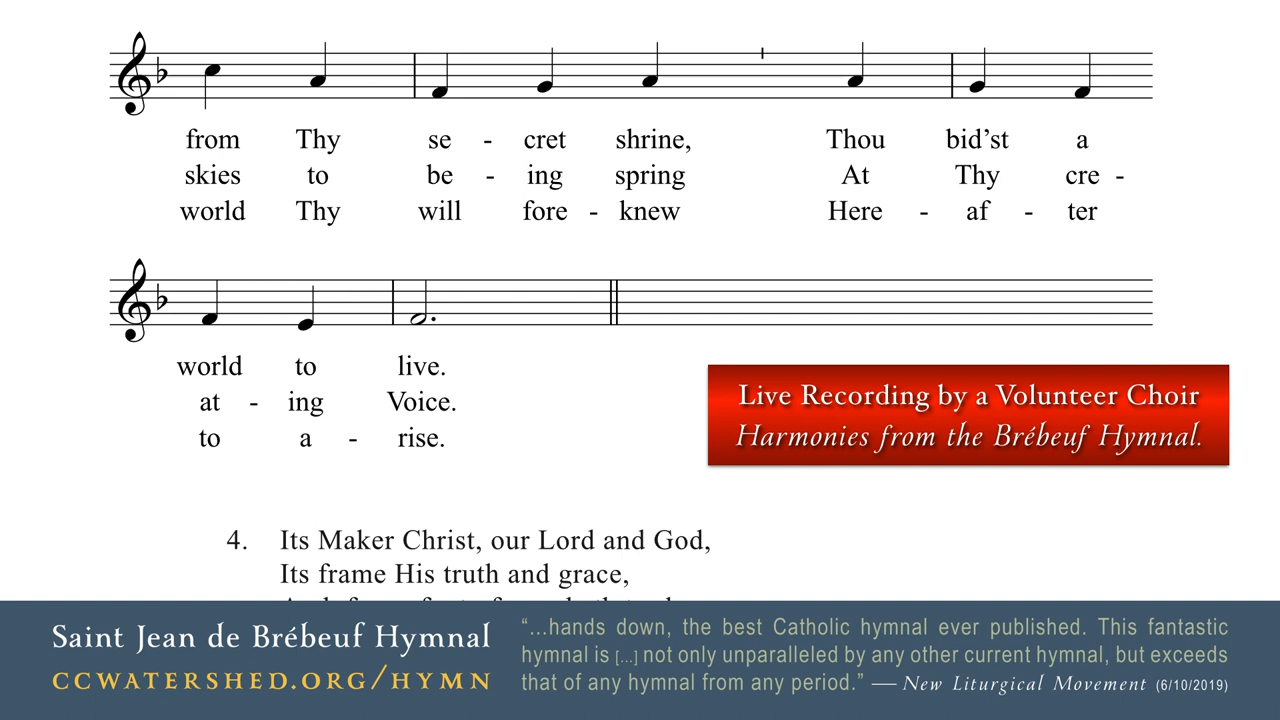 from Thy se - cret shrine, Thou bid’st a
skies to be - ing spring At Thy cre -
world Thy will fore - knew Here - af - ter
world to live.
at - ing Voice.
to a - rise.
Live Recording by a Volunteer Choir
Harmonies from the Brébeuf Hymnal.
4. Its Maker Christ, our Lord and God,
Its frame His truth and grace,
Saint Jean de Brébeuf Hymnal
CCWATERSHED.ORG/HYMN
“...hands down, the best Catholic hymnal ever published. This fantastic
hymnal is [...] not only unparalleled by any other current hymnal, but exceeds
that of any hymnal from any period.” — New Liturgical Movement (6/10/2019)